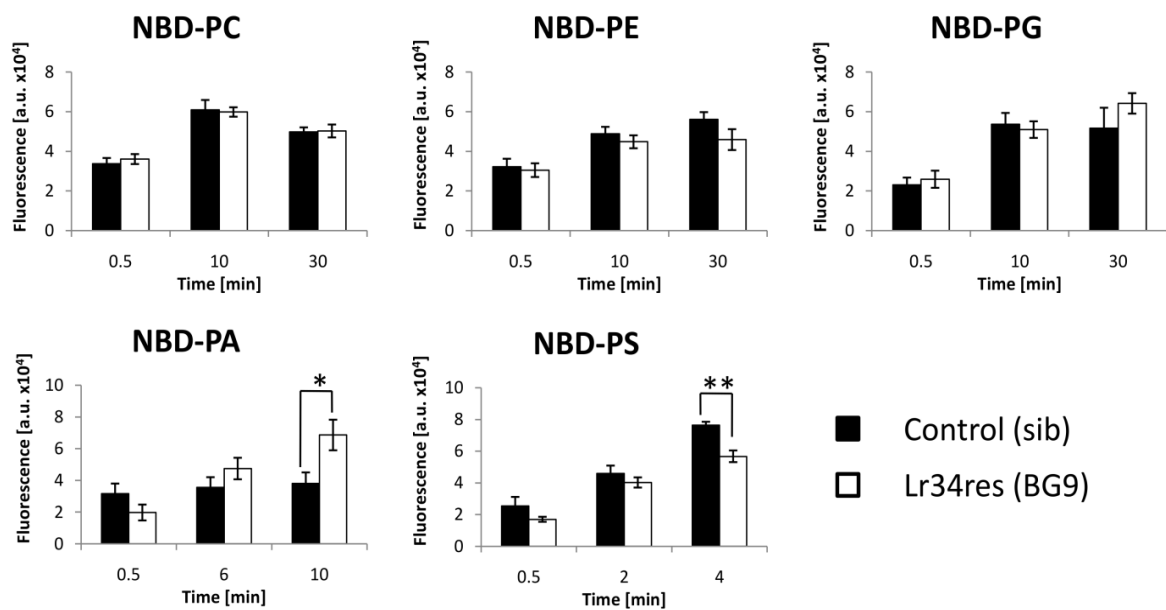 NBD-PC
Fluorescence [a.u. x10⁴]
8
6
4
2
0
0.5 10 30
Time [min]
NBD-PE
Fluorescence [a.u. x10⁴]
8
6
4
2
0
0.5 10 30
Time [min]
NBD-PG
Fluorescence [a.u. x10⁴]
8
6
4
2
0
0.5 10 30
Time [min]
NBD-PA
Fluorescence [a.u. x10⁴]
10
8
6
4
2
0
*
0.5 6 10
Time [min]
NBD-PS
Fluorescence [a.u. x10⁴]
10
8
6
4
2
0
**
0.5 2 4
Time [min]
Control (sib)
Lr34res (BG9)